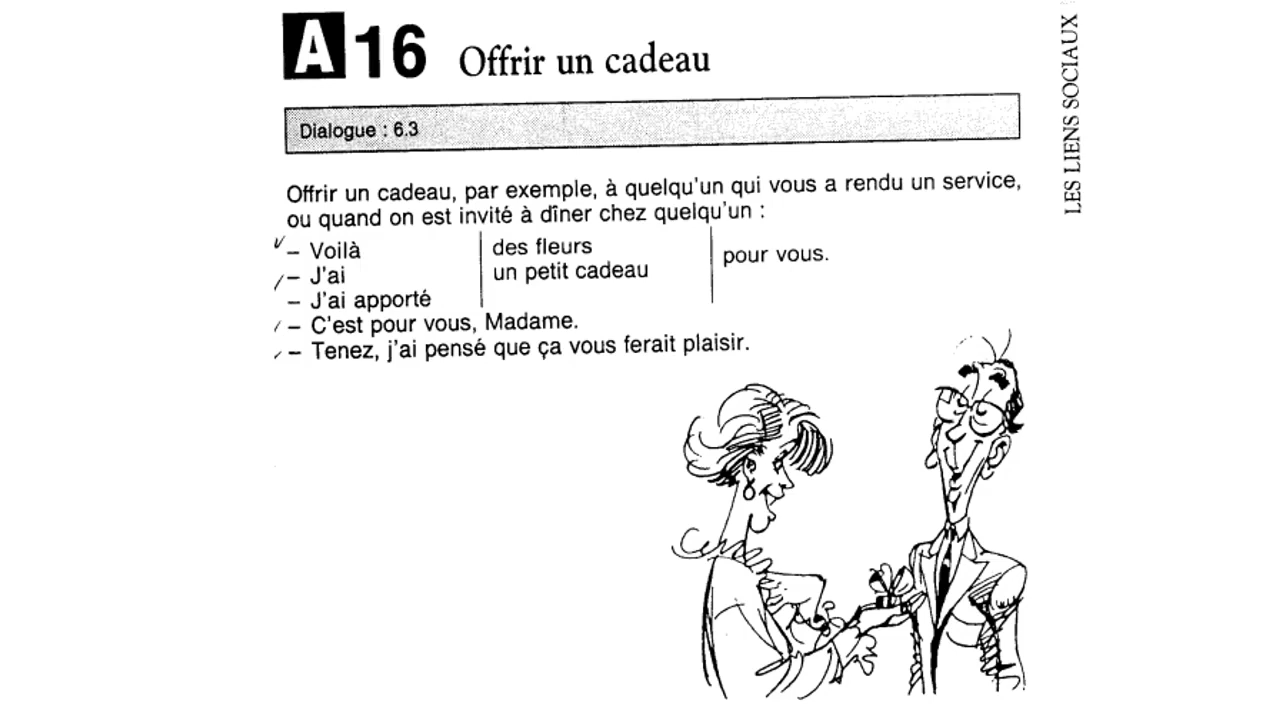 A16 Offrir un cadeau
LES LIENS SOCIAUX
Dialogue : 6.3
Offrir un cadeau, par exemple, à quelqu'un qui vous a rendu un service,
ou quand on est invité à dîner chez quelqu'un :
– Voilà
– J'ai
– J'ai apporté
des fleurs
un petit cadeau
pour vous.
– C'est pour vous, Madame.
– Tenez, j'ai pensé que ça vous ferait plaisir.